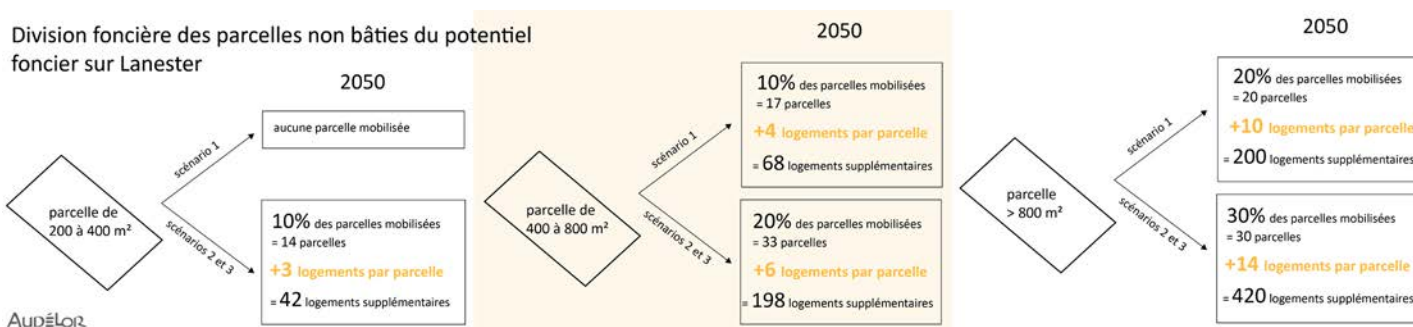 Division foncière des parcelles non bâties du potentiel
foncier sur Lanester
2050
aucune parcelle mobilisée
scénario 1
parcelle de
200 à 400 m²
scénarios 2 et 3
10% des parcelles mobilisées
= 14 parcelles
+3 logements par parcelle
= 42 logements supplémentaires
2050
10% des parcelles mobilisées
= 17 parcelles
+4 logements par parcelle
= 68 logements supplémentaires
scénario 1
parcelle de
400 à 800 m²
scénarios 2 et 3
20% des parcelles mobilisées
= 33 parcelles
+6 logements par parcelle
= 198 logements supplémentaires
2050
20% des parcelles mobilisées
= 20 parcelles
+10 logements par parcelle
= 200 logements supplémentaires
scénario 1
parcelle
> 800 m²
scénarios 2 et 3
30% des parcelles mobilisées
= 30 parcelles
+14 logements par parcelle
= 420 logements supplémentaires
AUDÉLOR